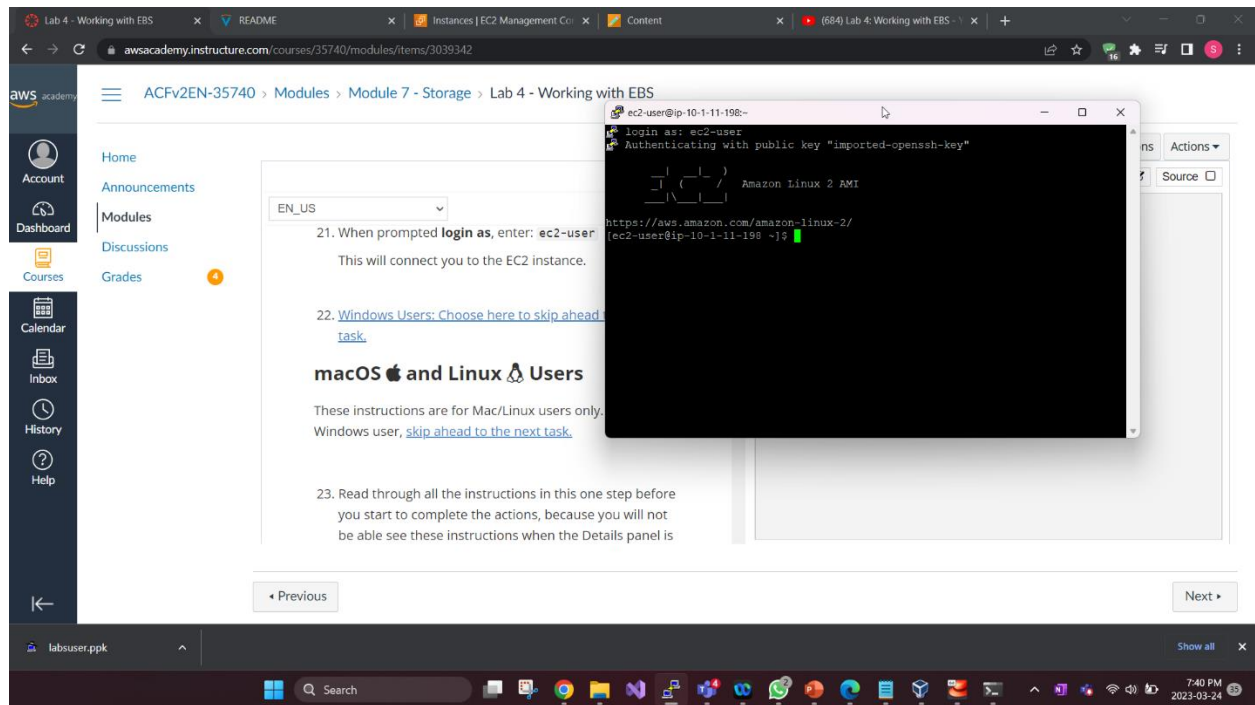 Lab 4 - Working with EBS
README
Instances | EC2 Management Co
Content
(684) Lab 4: Working with EBS - Y
awsacademy.instructure.com/courses/35740/modules/items/3039342
16
S
aws academy
ACFv2EN-35740 > Modules > Module 7 - Storage > Lab 4 - Working with EBS
Account
Dashboard
Courses
Calendar
Inbox
History
Help
Home
Announcements
Modules
Discussions
Grades
4
EN_US
ns
Actions
Source
21. When prompted login as, enter: ec2-user
This will connect you to the EC2 instance.
22. Windows Users: Choose here to skip ahead
task.
macOS and Linux Users
These instructions are for Mac/Linux users only.
Windows user, skip ahead to the next task.
23. Read through all the instructions in this one step before
you start to complete the actions, because you will not
be able see these instructions when the Details panel is
ec2-user@ip-10-1-11-198:~
login as: ec2-user
Authenticating with public key "imported-openssh-key"
__|  __|_  )
_|  (     /   Amazon Linux 2 AMI
___|\___|___|
https://aws.amazon.com/amazon-linux-2/
[ec2-user@ip-10-1-11-198 ~]$
Previous
Next
labsuser.ppk
Show all
Search
7:40 PM
2023-03-24